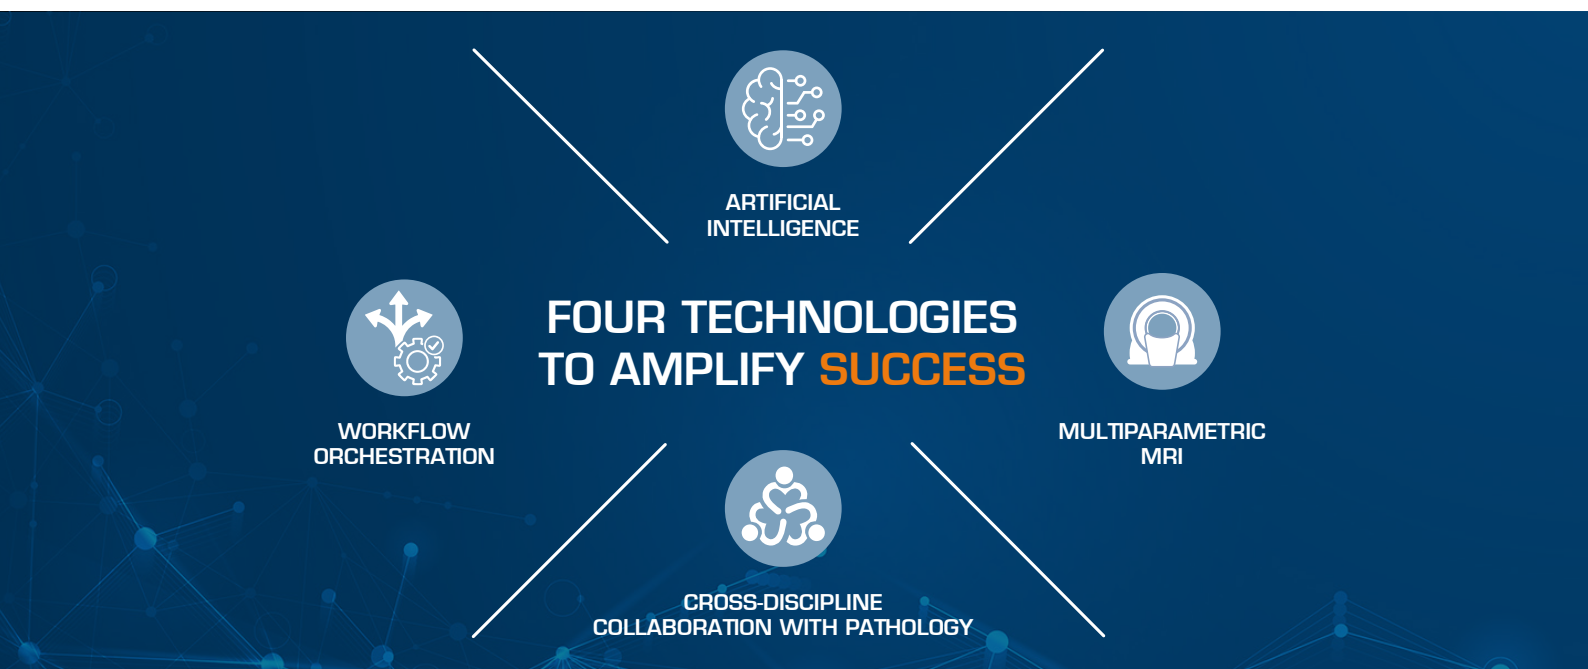 ARTIFICIAL
INTELLIGENCE
FOUR TECHNOLOGIES
TO AMPLIFY SUCCESS
WORKFLOW
ORCHESTRATION
MULTIPARAMETRIC
MRI
CROSS-DISCIPLINE
COLLABORATION WITH PATHOLOGY